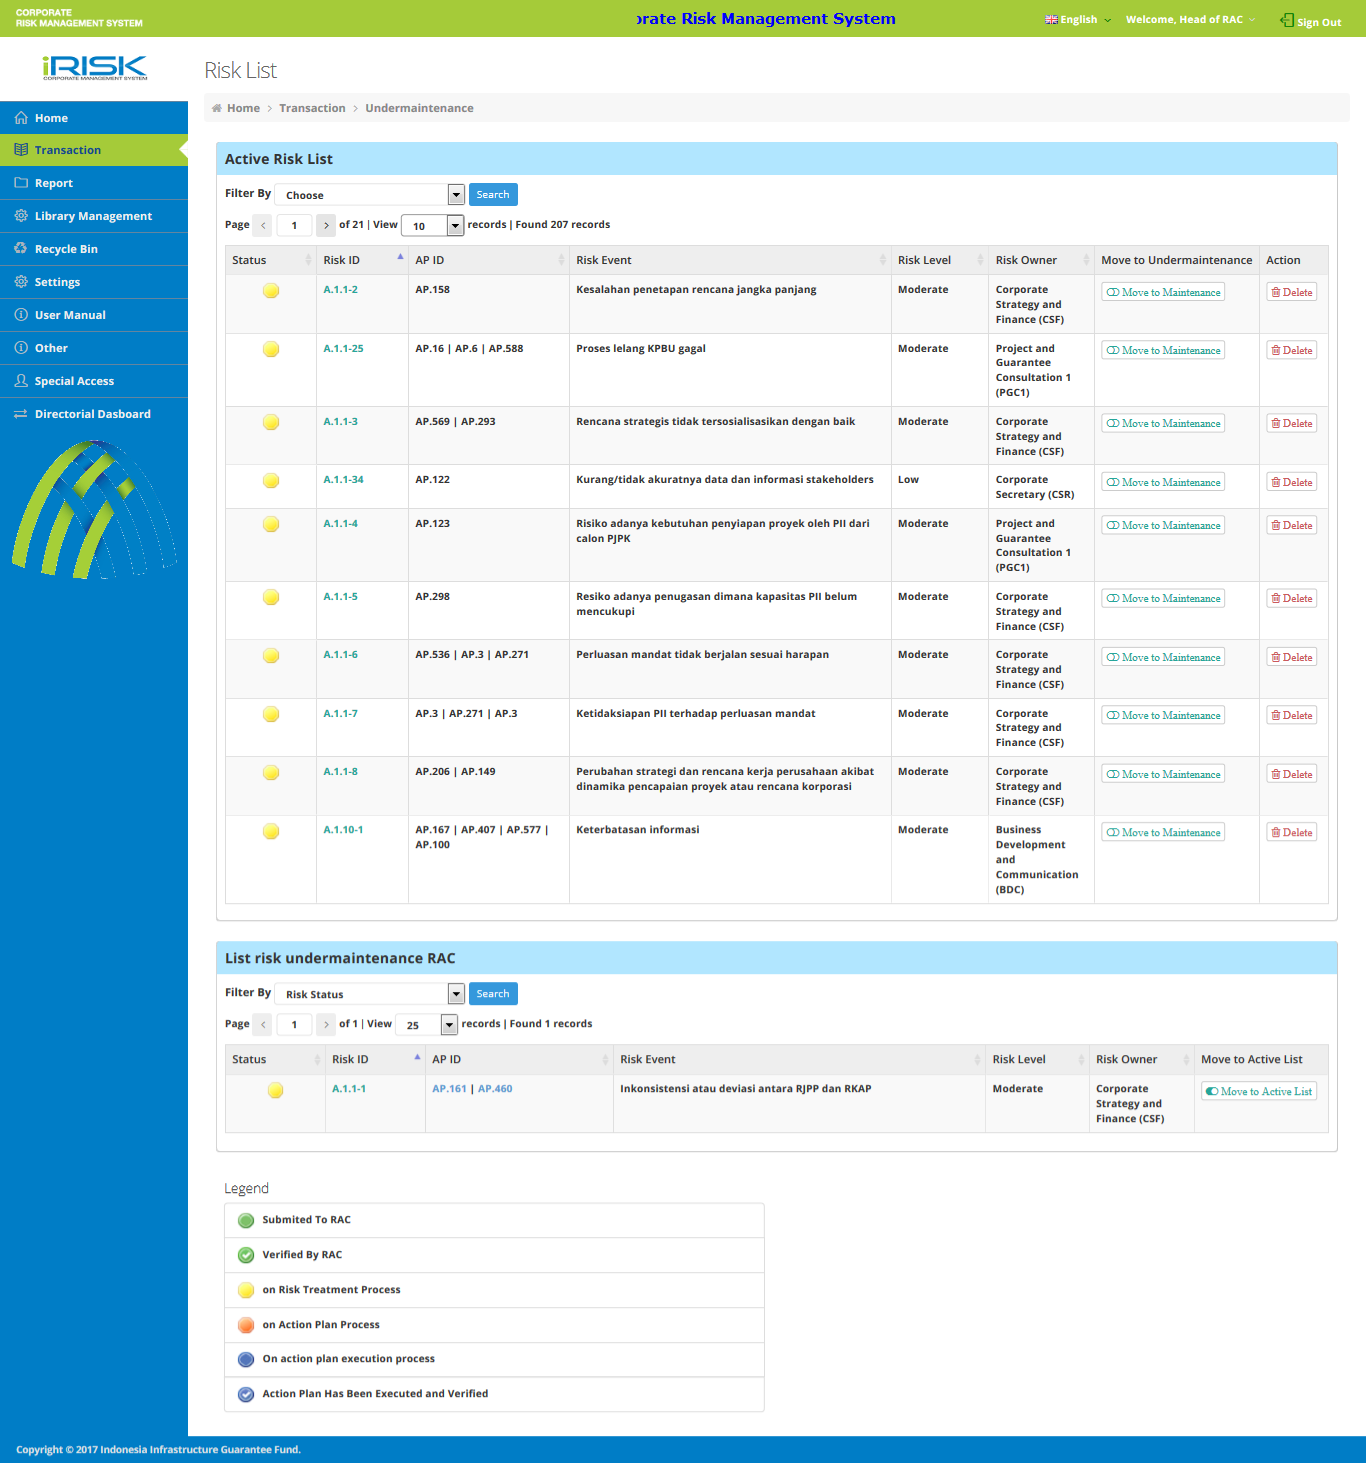 CORPORATE
RISK MANAGEMENT SYSTEM
rate Risk Management System
English
Welcome, Head of RAC
Sign Out
iRISK
CORPORATE MANAGEMENT SYSTEM
Home
Transaction
Report
Library Management
Recycle Bin
Settings
User Manual
Other
Special Access
Directorial Dasboard
Risk List
Home > Transaction > Undermaintenance
Active Risk List
Filter By Choose Search
Page < 1 > of 21 | View 10 records | Found 207 records
Status Risk ID AP ID Risk Event Risk Level Risk Owner Move to Undermaintenance Action
A.1.1-2 AP.158 Kesalahan penetapan rencana jangka panjang Moderate Corporate Move to Maintenance Delete
Strategy and
Finance (CSF)
A.1.1-25 AP.16 | AP.6 | AP.588 Proses lelang KPBU gagal Moderate Project and Move to Maintenance Delete
Guarantee
Consultation 1
(PGC1)
A.1.1-3 AP.569 | AP.293 Rencana strategis tidak tersosialisasikan dengan baik Moderate Corporate Move to Maintenance Delete
Strategy and
Finance (CSF)
A.1.1-34 AP.122 Kurang/tidak akuratnya data dan informasi stakeholders Low Corporate Move to Maintenance Delete
Secretary (CSR)
A.1.1-4 AP.123 Risiko adanya kebutuhan penyiapan proyek oleh PII dari Moderate Project and Move to Maintenance Delete
calon PJPK Guarantee
Consultation 1
(PGC1)
A.1.1-5 AP.298 Resiko adanya penugasan dimana kapasitas PII belum Moderate Corporate Move to Maintenance Delete
mencukupi Strategy and
Finance (CSF)
A.1.1-6 AP.536 | AP.3 | AP.271 Perluasan mandat tidak berjalan sesuai harapan Moderate Corporate Move to Maintenance Delete
Strategy and
Finance (CSF)
A.1.1-7 AP.3 | AP.271 | AP.3 Ketidaksiapan PII terhadap perluasan mandat Moderate Corporate Move to Maintenance Delete
Strategy and
Finance (CSF)
A.1.1-8 AP.206 | AP.149 Perubahan strategi dan rencana kerja perusahaan akibat Moderate Corporate Move to Maintenance Delete
dinamika pencapaian proyek atau rencana korporasi Strategy and
Finance (CSF)
A.1.10-1 AP.167 | AP.407 | AP.577 | Keterbatasan informasi Moderate Business Move to Maintenance Delete
AP.100 Development
and
Communication
(BDC)
List risk undermaintenance RAC
Filter By Risk Status Search
Page < 1 > of 1 | View 25 records | Found 1 records
Status Risk ID AP ID Risk Event Risk Level Risk Owner Move to Active List
A.1.1-1 AP.161 | AP.460 Inkonsistensi atau deviasi antara RJPP dan RKAP Moderate Corporate Move to Active List
Strategy and
Finance (CSF)
Legend
Submited To RAC
Verified By RAC
on Risk Treatment Process
on Action Plan Process
On action plan execution process
Action Plan Has Been Executed and Verified
Copyright © 2017 Indonesia Infrastructure Guarantee Fund.